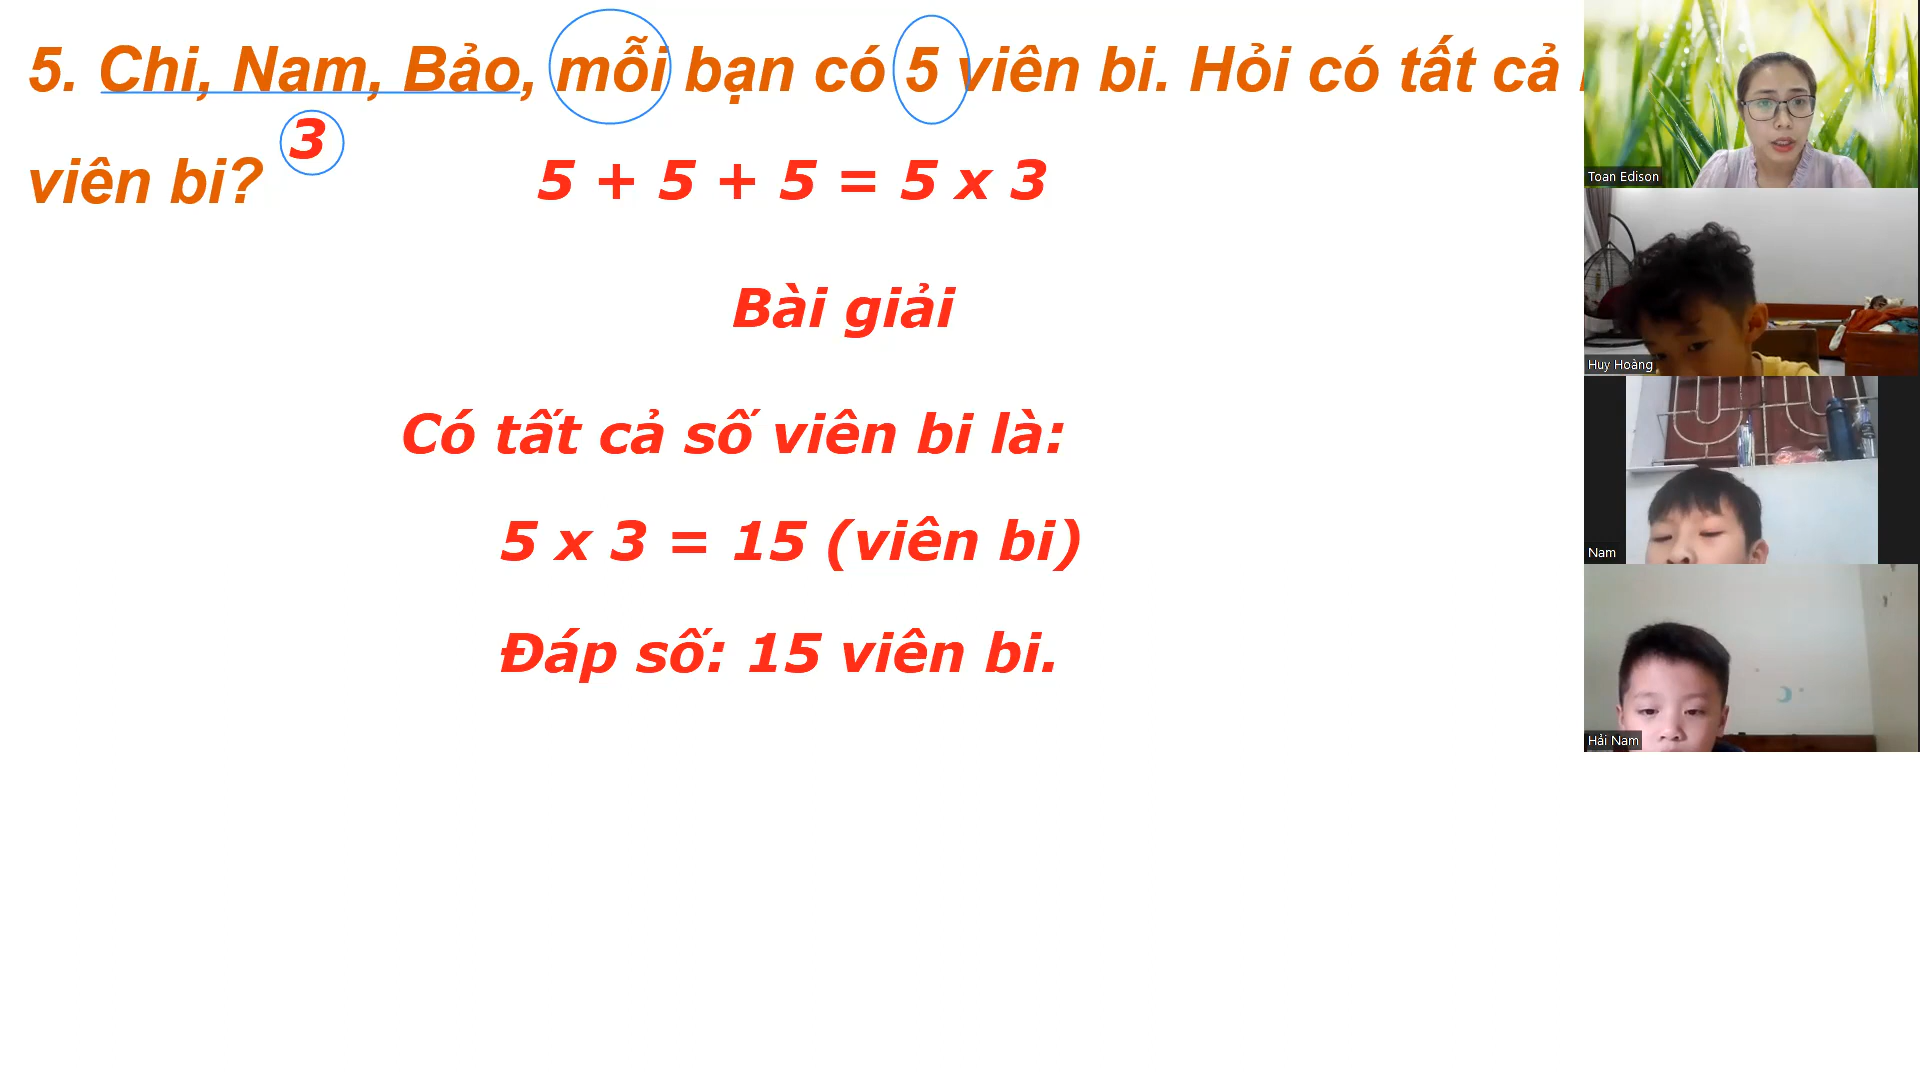 5. Chi, Nam, Bảo, mỗi bạn có 5 viên bi. Hỏi có tất cả
3
viên bi?
5 + 5 + 5 = 5 x 3
Bài giải
Có tất cả số viên bi là:
5 x 3 = 15 (viên bi)
Đáp số: 15 viên bi.
Toan Edison
Huy Hoàng
Nam
Hải Nam